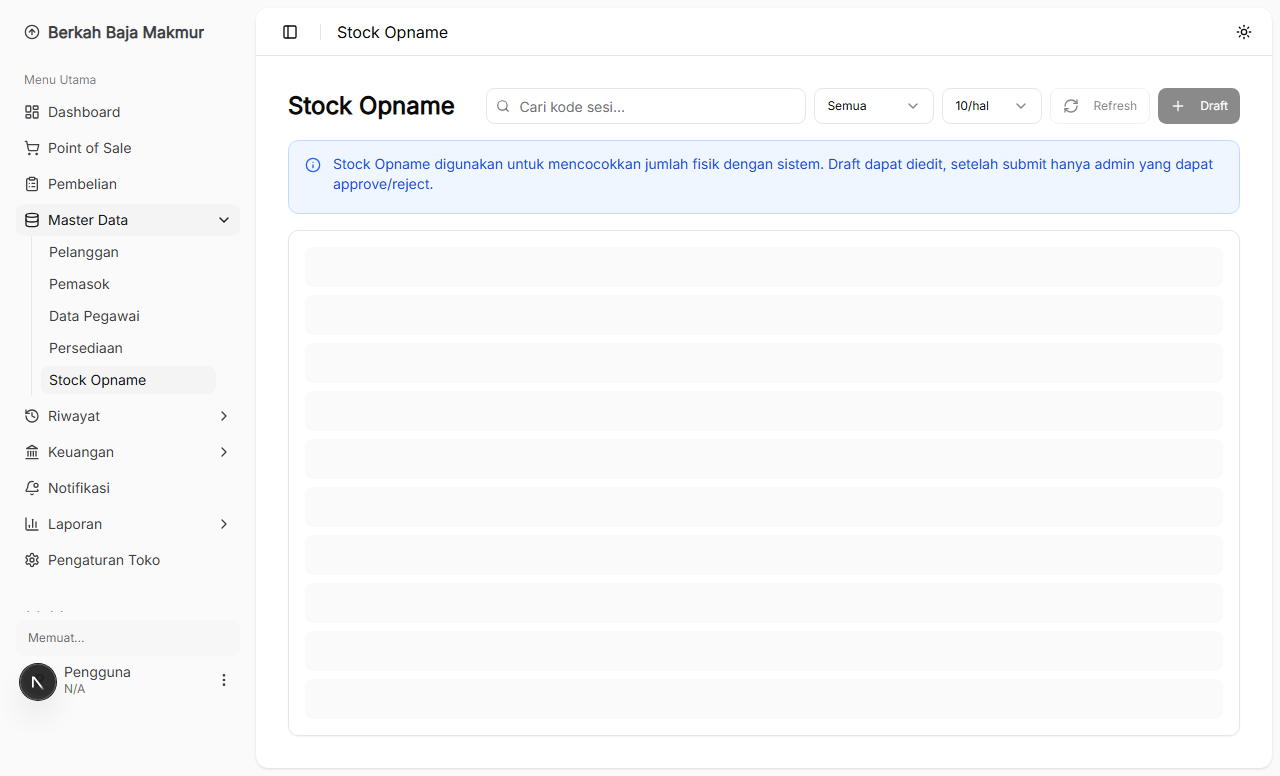 Berkah Baja Makmur
Stock Opname
Menu Utama
Dashboard
Point of Sale
Pembelian
Master Data
Pelanggan
Pemasok
Data Pegawai
Persediaan
Stock Opname
Riwayat
Keuangan
Notifikasi
Laporan
Pengaturan Toko
Memuat...
Pengguna
N/A
Stock Opname
Cari kode sesi...
Semua
10/hal
Refresh
Draft
Stock Opname digunakan untuk mencocokkan jumlah fisik dengan sistem. Draft dapat diedit, setelah submit hanya admin yang dapat
approve/reject.